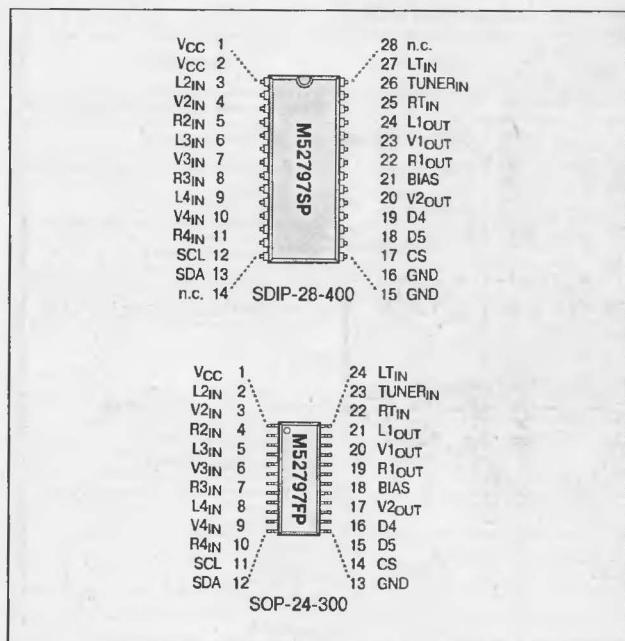 VCC 1 28 n.c.
VCC 2 27 LTIN
L2IN 3 26 TUNERIN
V2IN 4 25 RTIN
R2IN 5 24 L1OUT
L3IN 6 23 V1OUT
V3IN 7 22 R1OUT
R3IN 8 21 BIAS
L4IN 9 20 V2OUT
V4IN 10 19 D4
R4IN 11 18 D5
SCL 12 17 CS
SDA 13 16 GND
n.c. 14 15 GND
M52797SP
SDIP-28-400
VCC 1 24 LTIN
L2IN 2 23 TUNERIN
V2IN 3 22 RTIN
R2IN 4 21 L1OUT
L3IN 5 20 V1OUT
V3IN 6 19 R1OUT
R3IN 7 18 BIAS
L4IN 8 17 V2OUT
V4IN 9 16 D4
R4IN 10 15 D5
SCL 11 14 CS
SDA 12 13 GND
M52797FP
SOP-24-300